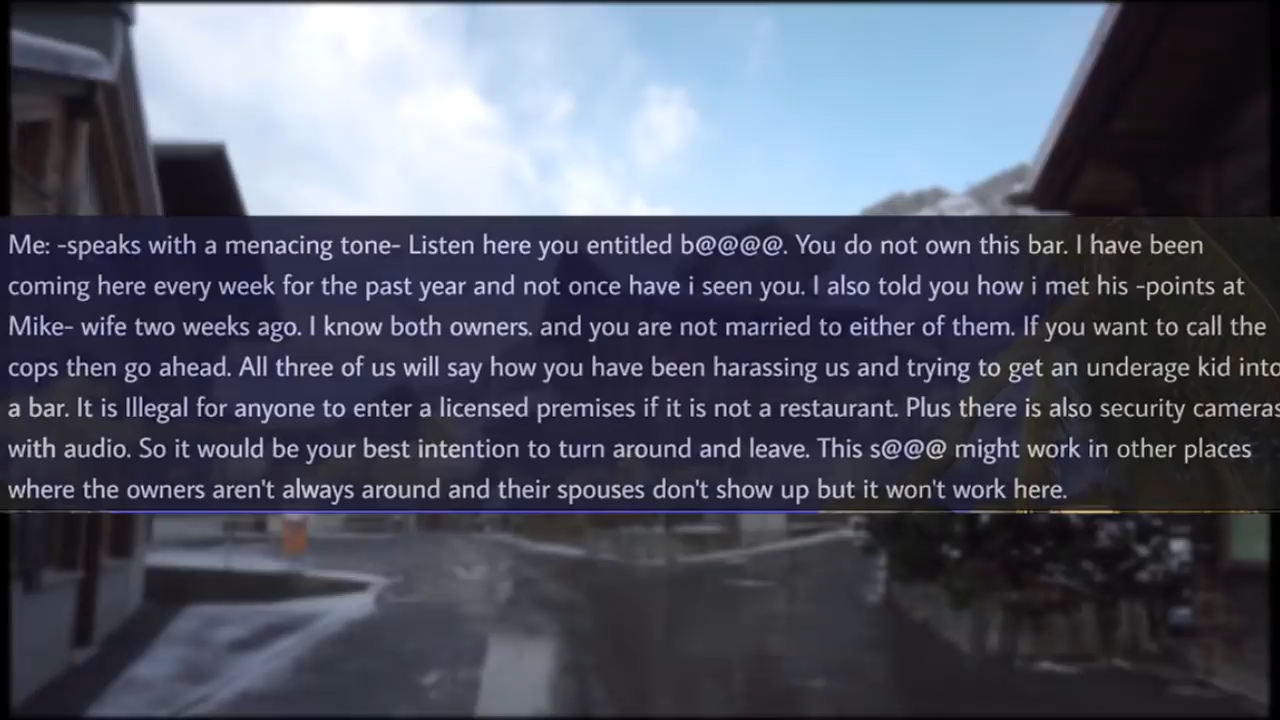 Me: -speaks with a menacing tone- Listen here you entitled b@@@@. You do not own this bar. I have been
coming here every week for the past year and not once have i seen you. I also told you how i met his -points at
Mike- wife two weeks ago. I know both owners. and you are not married to either of them. If you want to call the
cops then go ahead. All three of us will say how you have been harassing us and trying to get an underage kid into
a bar. It is Illegal for anyone to enter a licensed premises if it is not a restaurant. Plus there is also security cameras
with audio. So it would be your best intention to turn around and leave. This s@@@ might work in other places
where the owners aren't always around and their spouses don't show up but it won't work here.